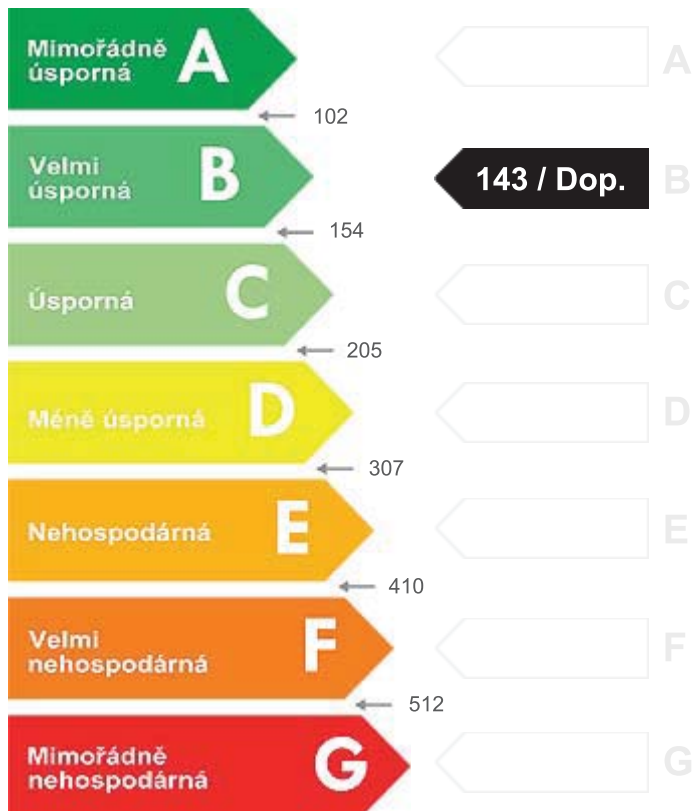 Mimořádně
úsporná
A
A
102
Velmi
úsporná
B
143 / Dop.
B
154
Úsporná
C
C
205
Méně úsporná
D
D
307
Nehospodárná
E
E
410
Velmi
nehospodárná
F
F
512
Mimořádně
nehospodárná
G
G